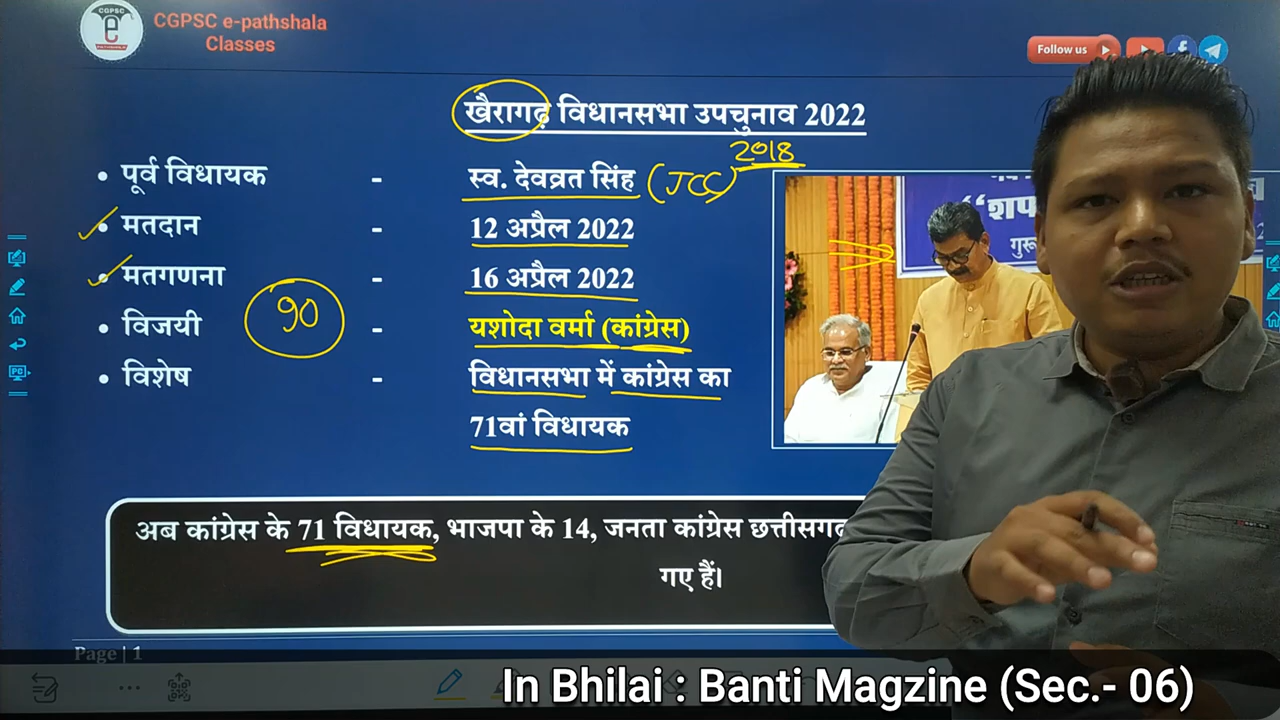 CGPSC
e
CGPSC e-pathshala
Classes
Follow us
खैरागढ़ विधानसभा उपचुनाव 2022
2018
• पूर्व विधायक - स्व. देवव्रत सिंह (JCC)
• मतदान - 12 अप्रैल 2022
• मतगणना - 16 अप्रैल 2022
90
• विजयी - यशोदा वर्मा (कांग्रेस)
• विशेष - विधानसभा में कांग्रेस का
71वां विधायक
"शप
गुरू
अब कांग्रेस के 71 विधायक, भाजपा के 14, जनता कांग्रेस
गए हैं।
Page | 1
In Bhilai : Banti Magzine (Sec.- 06)